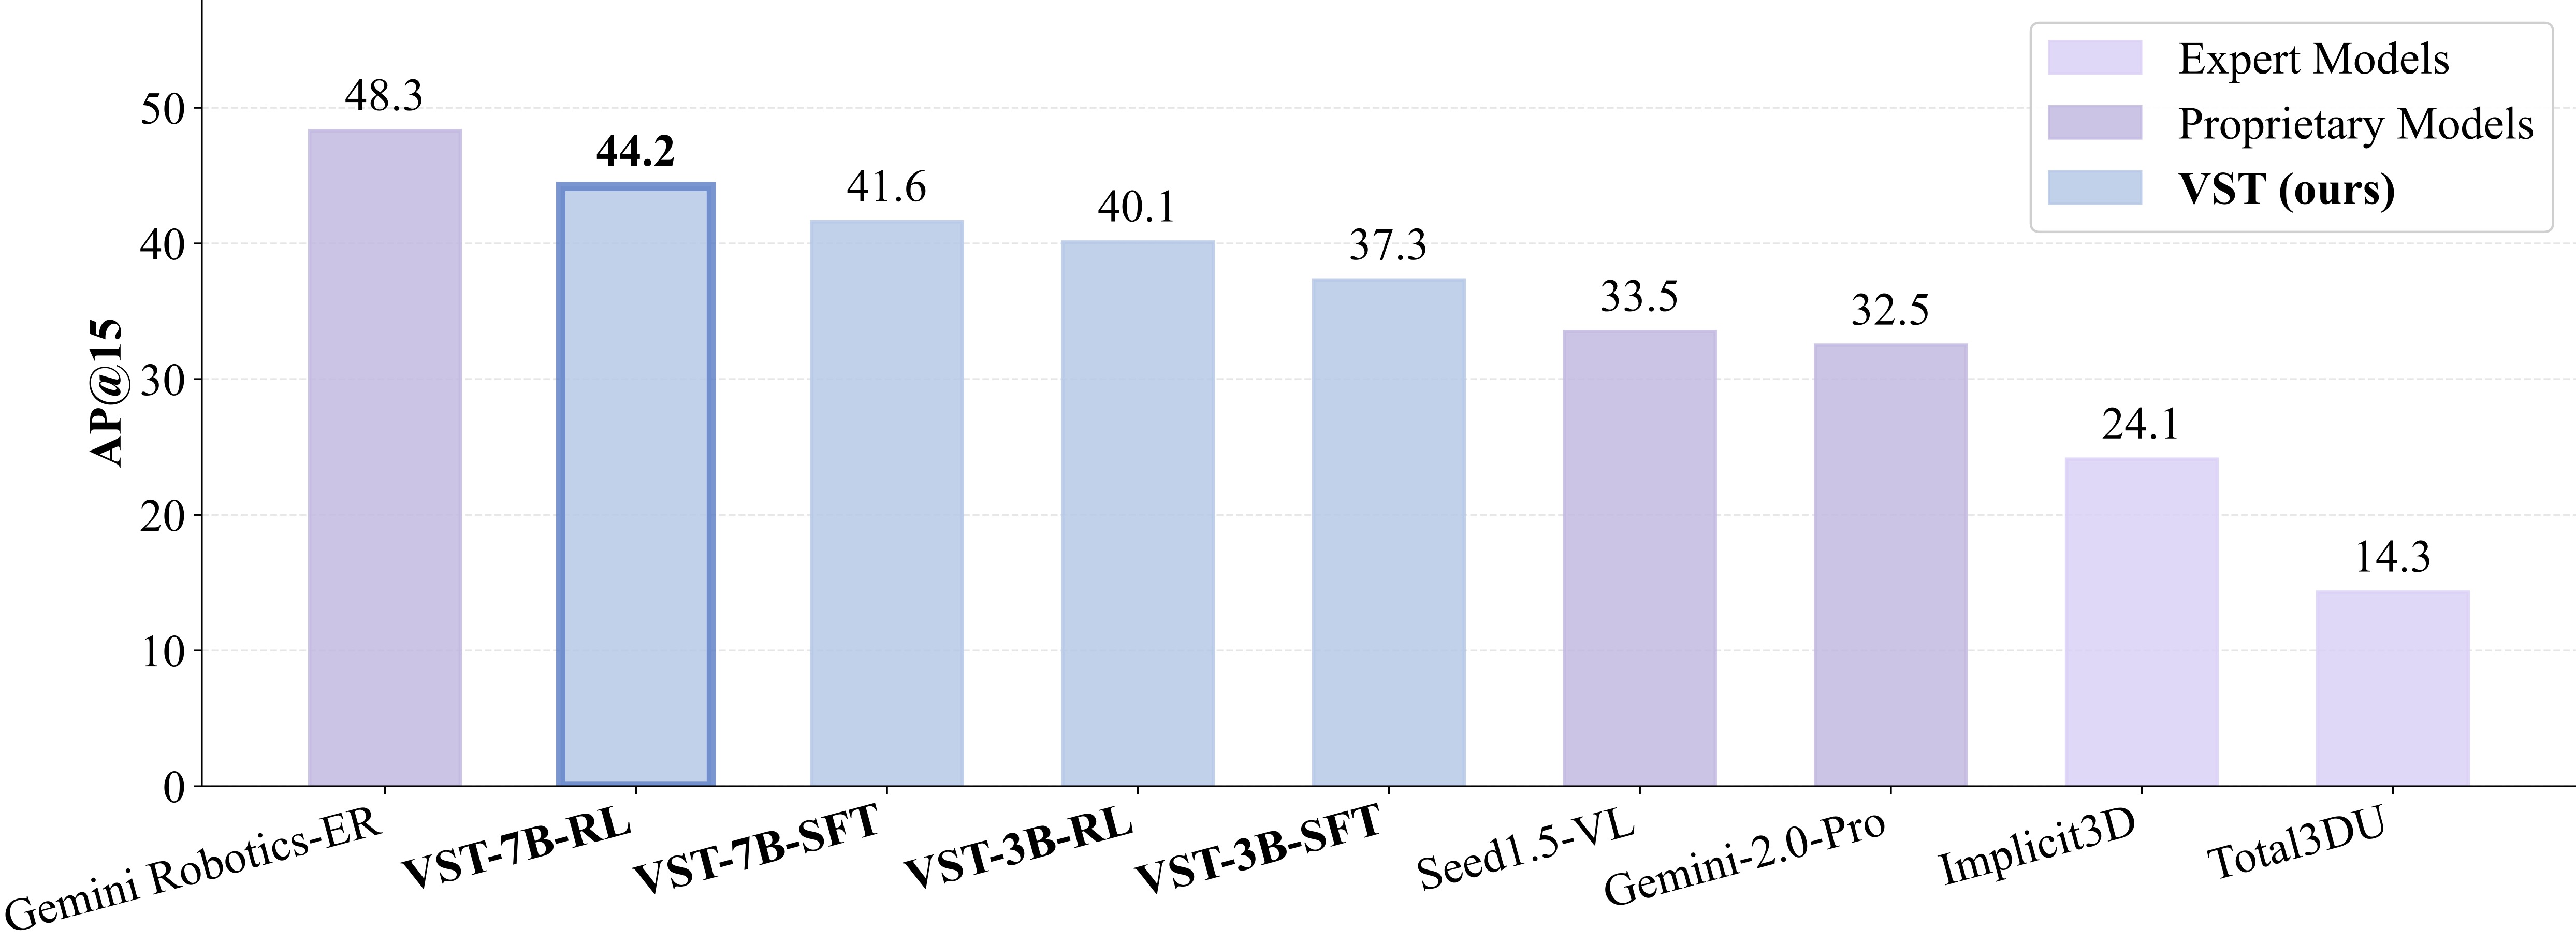 Expert Models
Proprietary Models
VST (ours)
AP@15
50
40
30
20
10
0
48.3
44.2
41.6
40.1
37.3
33.5
32.5
24.1
14.3
Gemini Robotics-ER
VST-7B-RL
VST-7B-SFT
VST-3B-RL
VST-3B-SFT
Seed1.5-VL
Gemini-2.0-Pro
Implicit3D
Total3DU